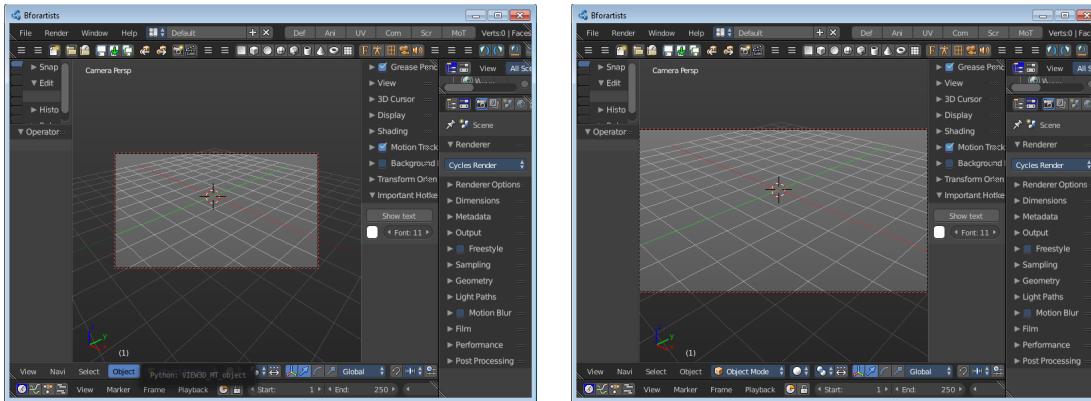 Bforartists
File Render Window Help Default Def Ani UV Com Scr MoT Verts:0 | Faces
Snap
Edit
Histo
Operator
Camera Persp
(1)
Grease Penc
View
3D Cursor
Display
Shading
Motion Track
Background
Transform Orien
Important Hotke
Show text
Font: 11
View All Sc
Scene
Renderer
Cycles Render
Renderer Options
Dimensions
Metadata
Output
Freestyle
Sampling
Geometry
Light Paths
Motion Blur
Film
Performance
Post Processing
View Navi Select Object Global
Python: VIEW3D_MT_object
View Marker Frame Playback Start: 1 End: 250
Bforartists
File Render Window Help Default Def Ani UV Com Scr MoT Verts:0 |
Snap
Edit
Histo
Operator
Camera Persp
(1)
Grease Penc
View
3D Cursor
Display
Shading
Motion Track
Background
Transform Orien
Important Hotke
Show text
Font: 11
View All S
Scene
Renderer
Cycles Render
Renderer Options
Dimensions
Metadata
Output
Freestyle
Sampling
Geometry
Light Paths
Motion Blur
Film
Performance
Post Processing
View Navi Select Object Mode Global
View Marker Frame Playback Start: 1 End: 250